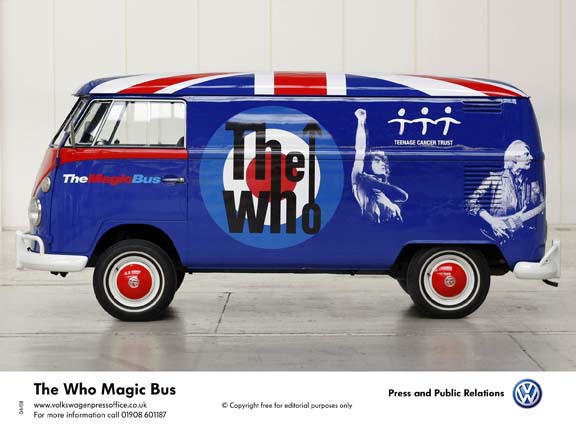 The Who
TEENAGE CANCER TRUST
TheMagicBus
The Who Magic Bus
www.volkswagenpressoffice.co.uk
For more information call 01908 601187
04/08
© Copyright free for editorial purposes only
Press and Public Relations